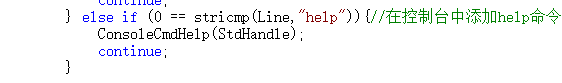 continue;
} else if (0 == stricmp(Line,"help")){//在控制台中添加help命令
ConsoleCmdHelp(StdHandle);
continue;
}